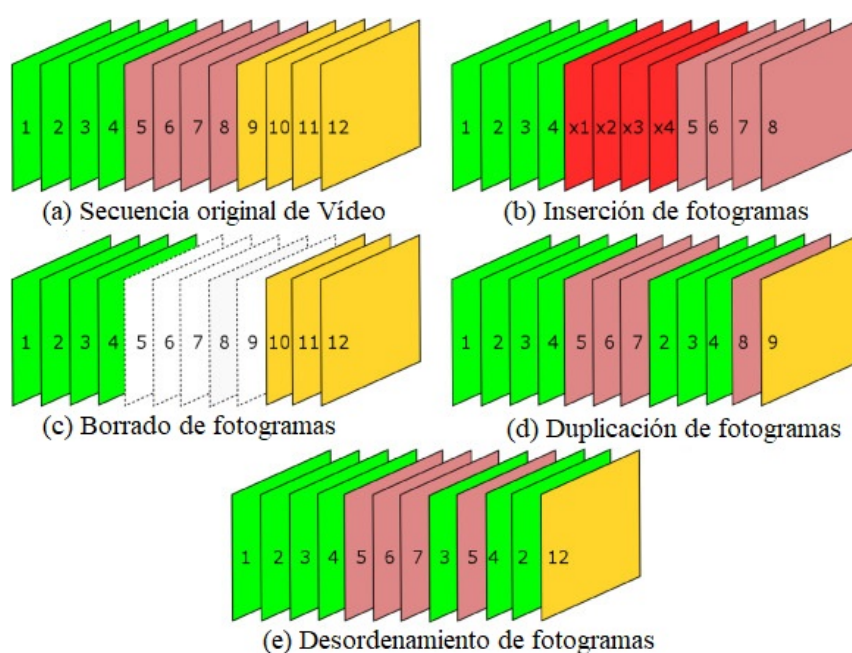 1 2 3 4 5 6 7 8 9 10 11 12
(a) Secuencia original de Vídeo
1 2 3 4 x1 x2 x3 x4 5 6 7 8
(b) Inserción de fotogramas
1 2 3 4 5 6 7 8 9 10 11 12
(c) Borrado de fotogramas
1 2 3 4 5 6 7 2 3 4 8 9
(d) Duplicación de fotogramas
1 2 3 4 5 6 7 3 5 4 2 12
(e) Desordenamiento de fotogramas